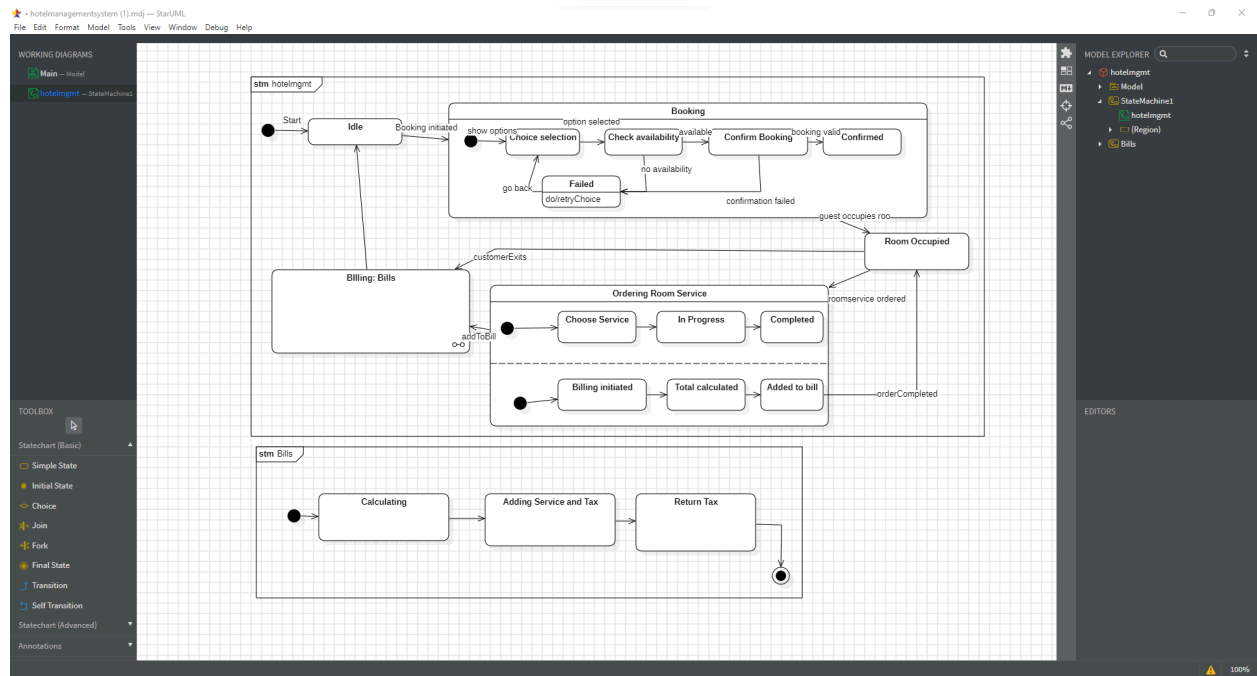 • hotelmanagementsystem (1).mdj — StarUML
File Edit Format Model Tools View Window Debug Help
WORKING DIAGRAMS
Main — Model
hotelmgmt — StateMachine1
stm hotelmgmt
Start
Idle
Booking initiated
Booking
show options
Choice selection
option selected
Check availability
available
Confirm Booking
booking valid
Confirmed
no availability
go back
Failed
do/retryChoice
confirmation failed
guest occupies roo
Room Occupied
customerExits
BIlling: Bills
roomservice ordered
Ordering Room Service
Choose Service
In Progress
Completed
addToBill
Billing initiated
Total calculated
Added to bill
orderCompleted
stm Bills
Calculating
Adding Service and Tax
Return Tax
TOOLBOX
Statechart (Basic)
Simple State
Initial State
Choice
Join
Fork
Final State
Transition
Self Transition
Statechart (Advanced)
Annotations
MODEL EXPLORER
hotelmgmt
Model
StateMachine1
hotelmgmt
(Region)
Bills
EDITORS
100%